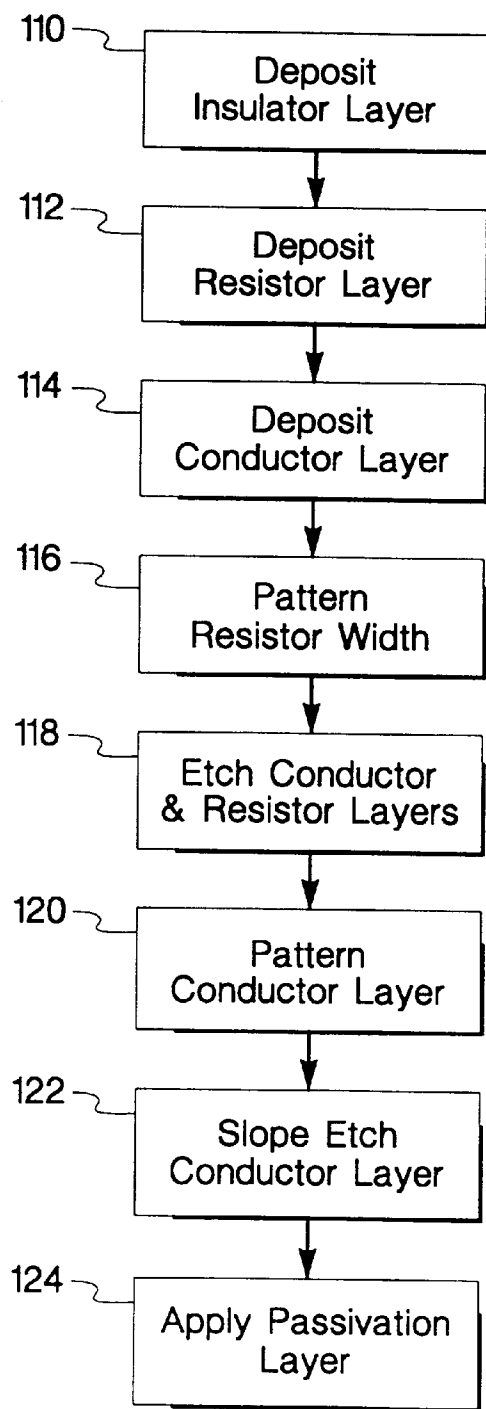 110
Deposit
Insulator Layer
112
Deposit
Resistor Layer
114
Deposit
Conductor Layer
116
Pattern
Resistor Width
118
Etch Conductor
& Resistor Layers
120
Pattern
Conductor Layer
122
Slope Etch
Conductor Layer
124
Apply Passivation
Layer